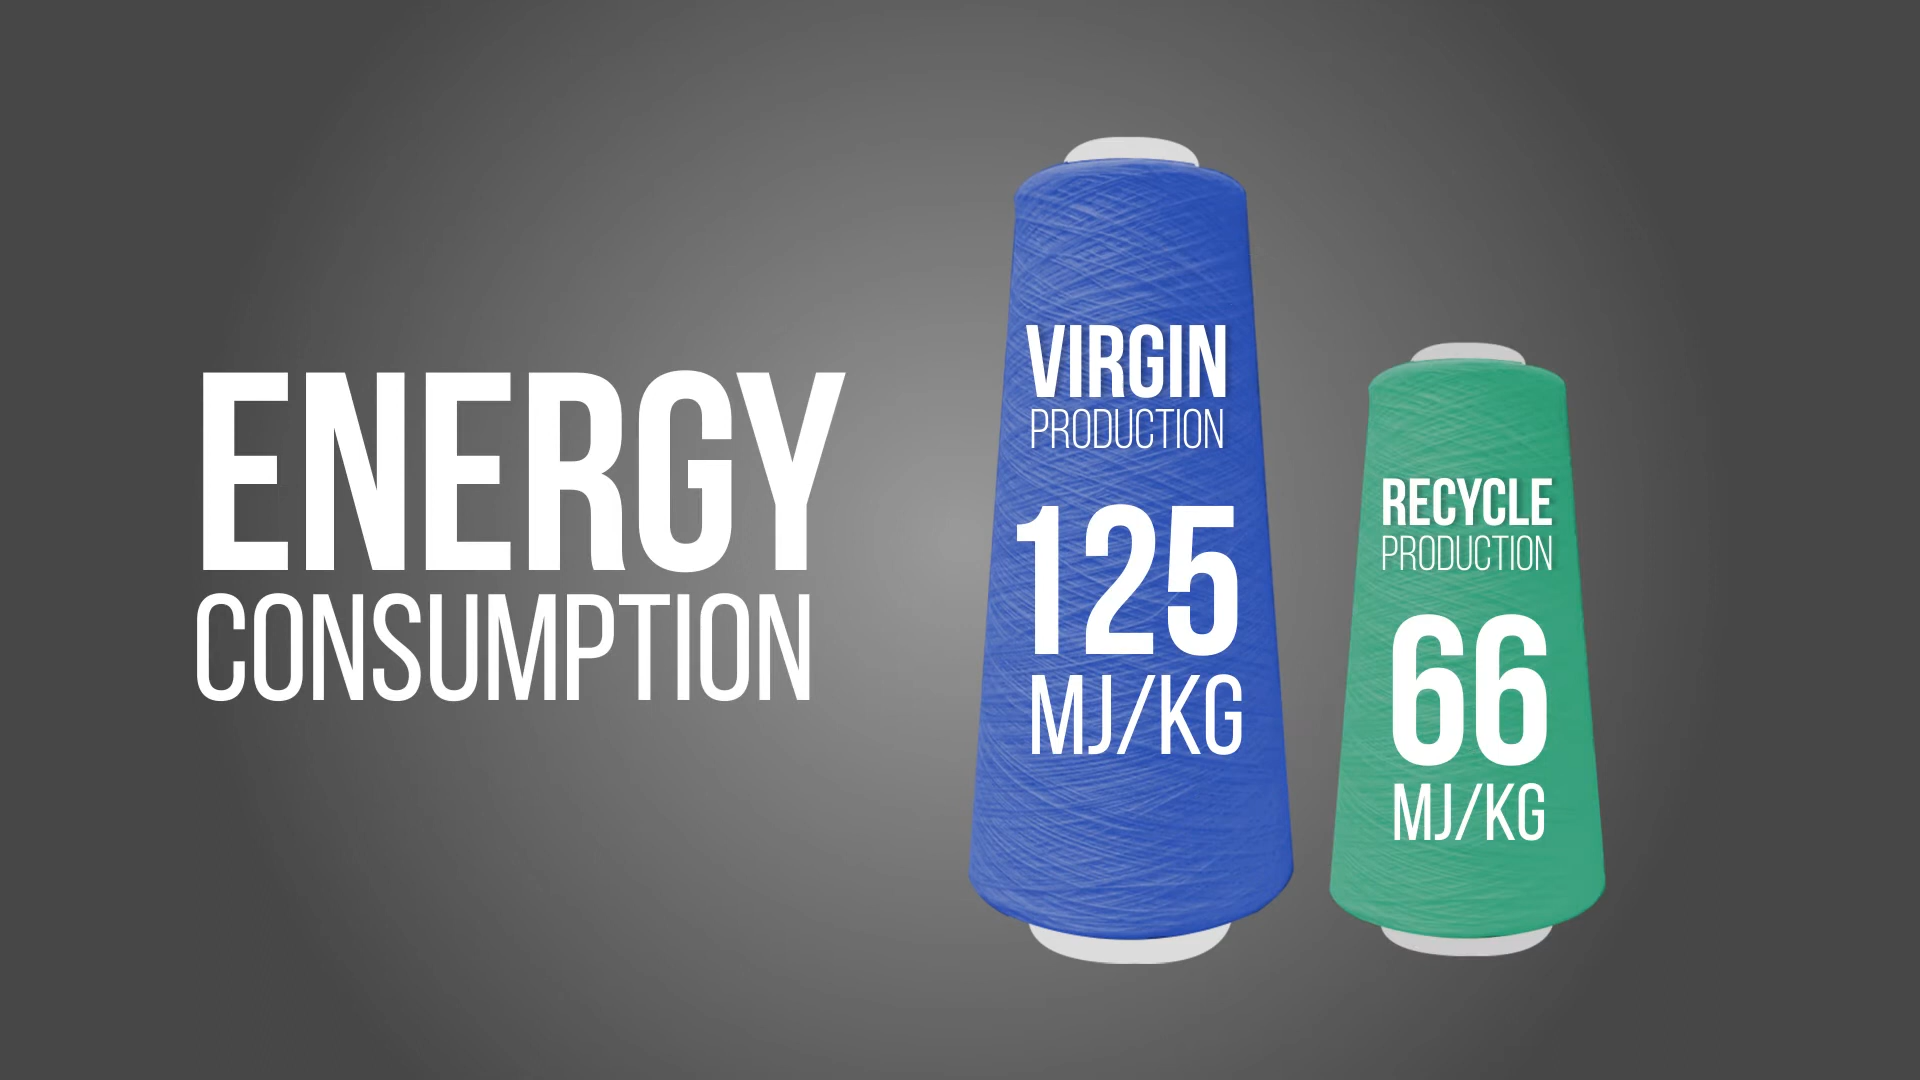 ENERGY
CONSUMPTION
VIRGIN
PRODUCTION
125
MJ/KG
RECYCLE
PRODUCTION
66
MJ/KG